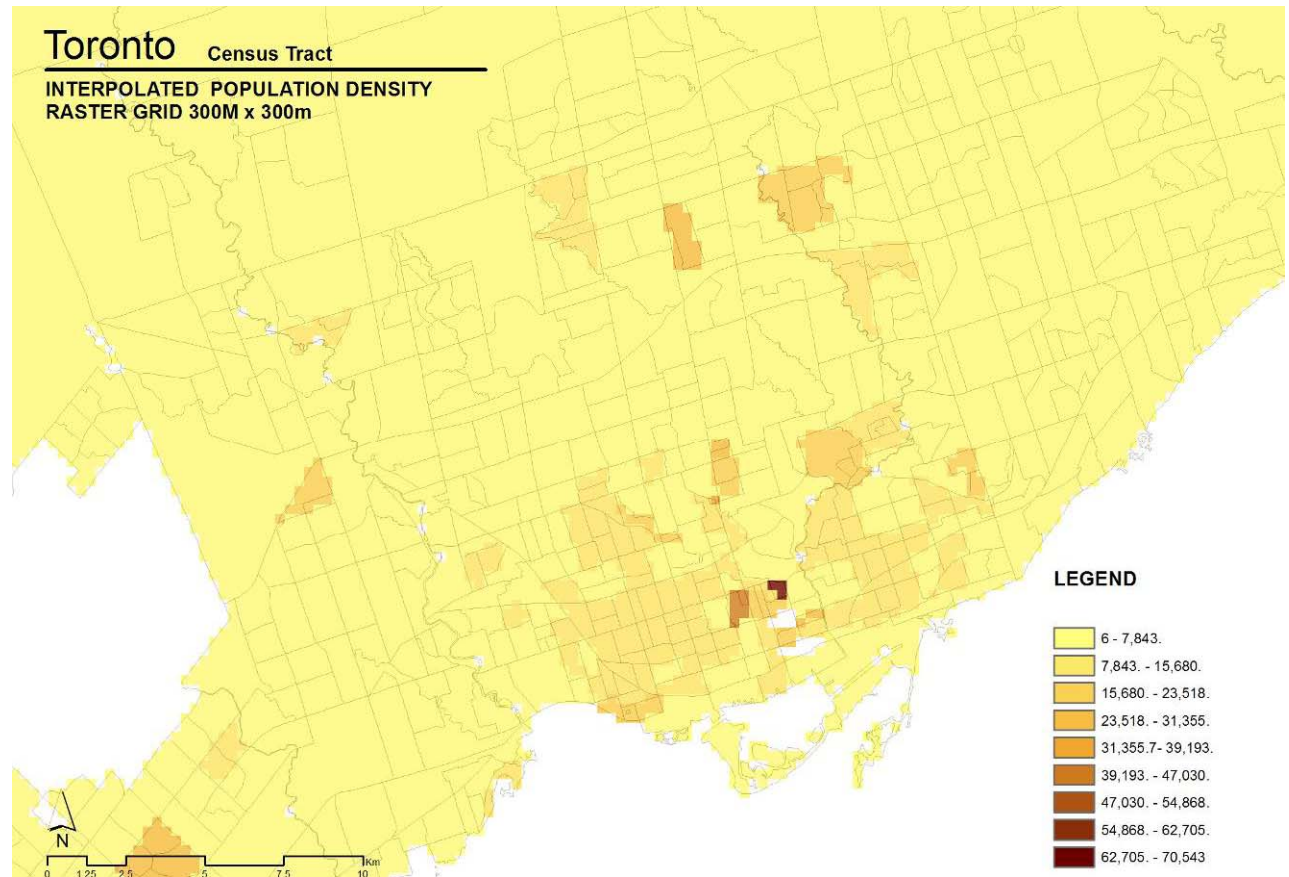 Toronto Census Tract
INTERPOLATED POPULATION DENSITY
RASTER GRID 300M x 300m
LEGEND
6 - 7,843.
7,843. - 15,680.
15,680. - 23,518.
23,518. - 31,355.
31,355.7- 39,193.
39,193. - 47,030.
47,030. - 54,868.
54,868. - 62,705.
62,705. - 70,543
N
Km
0 1.25 2.5 5 7.5 10